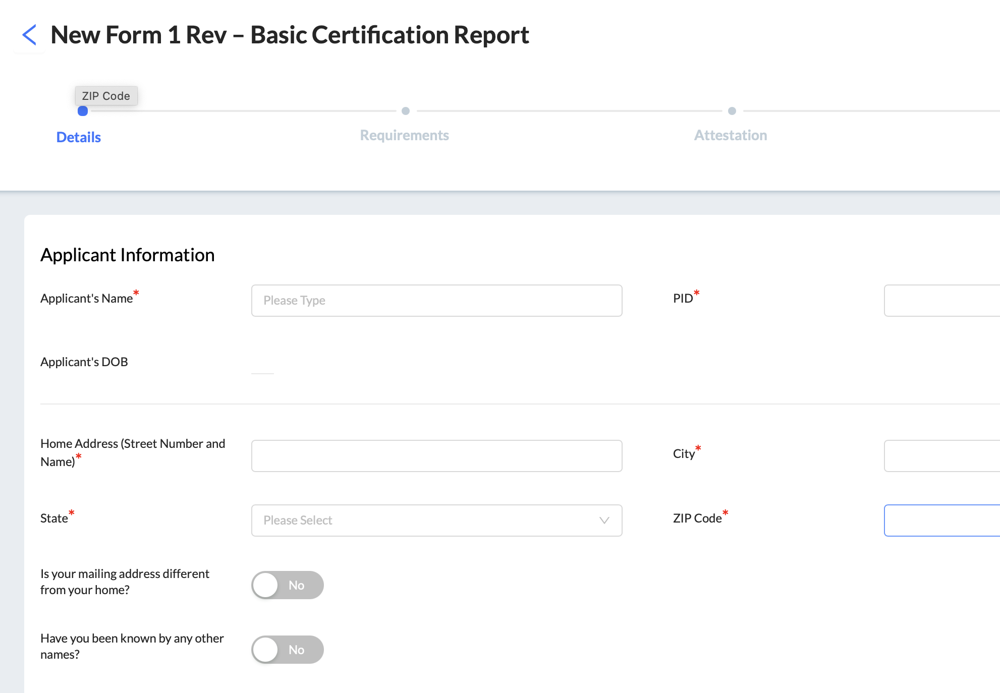 New Form 1 Rev – Basic Certification Report
ZIP Code
Details
Requirements
Attestation
Applicant Information
Applicant's Name*
Please Type
PID*
Applicant's DOB
Home Address (Street Number and
Name)*
City*
State*
Please Select
ZIP Code*
Is your mailing address different
from your home?
No
Have you been known by any other
names?
No